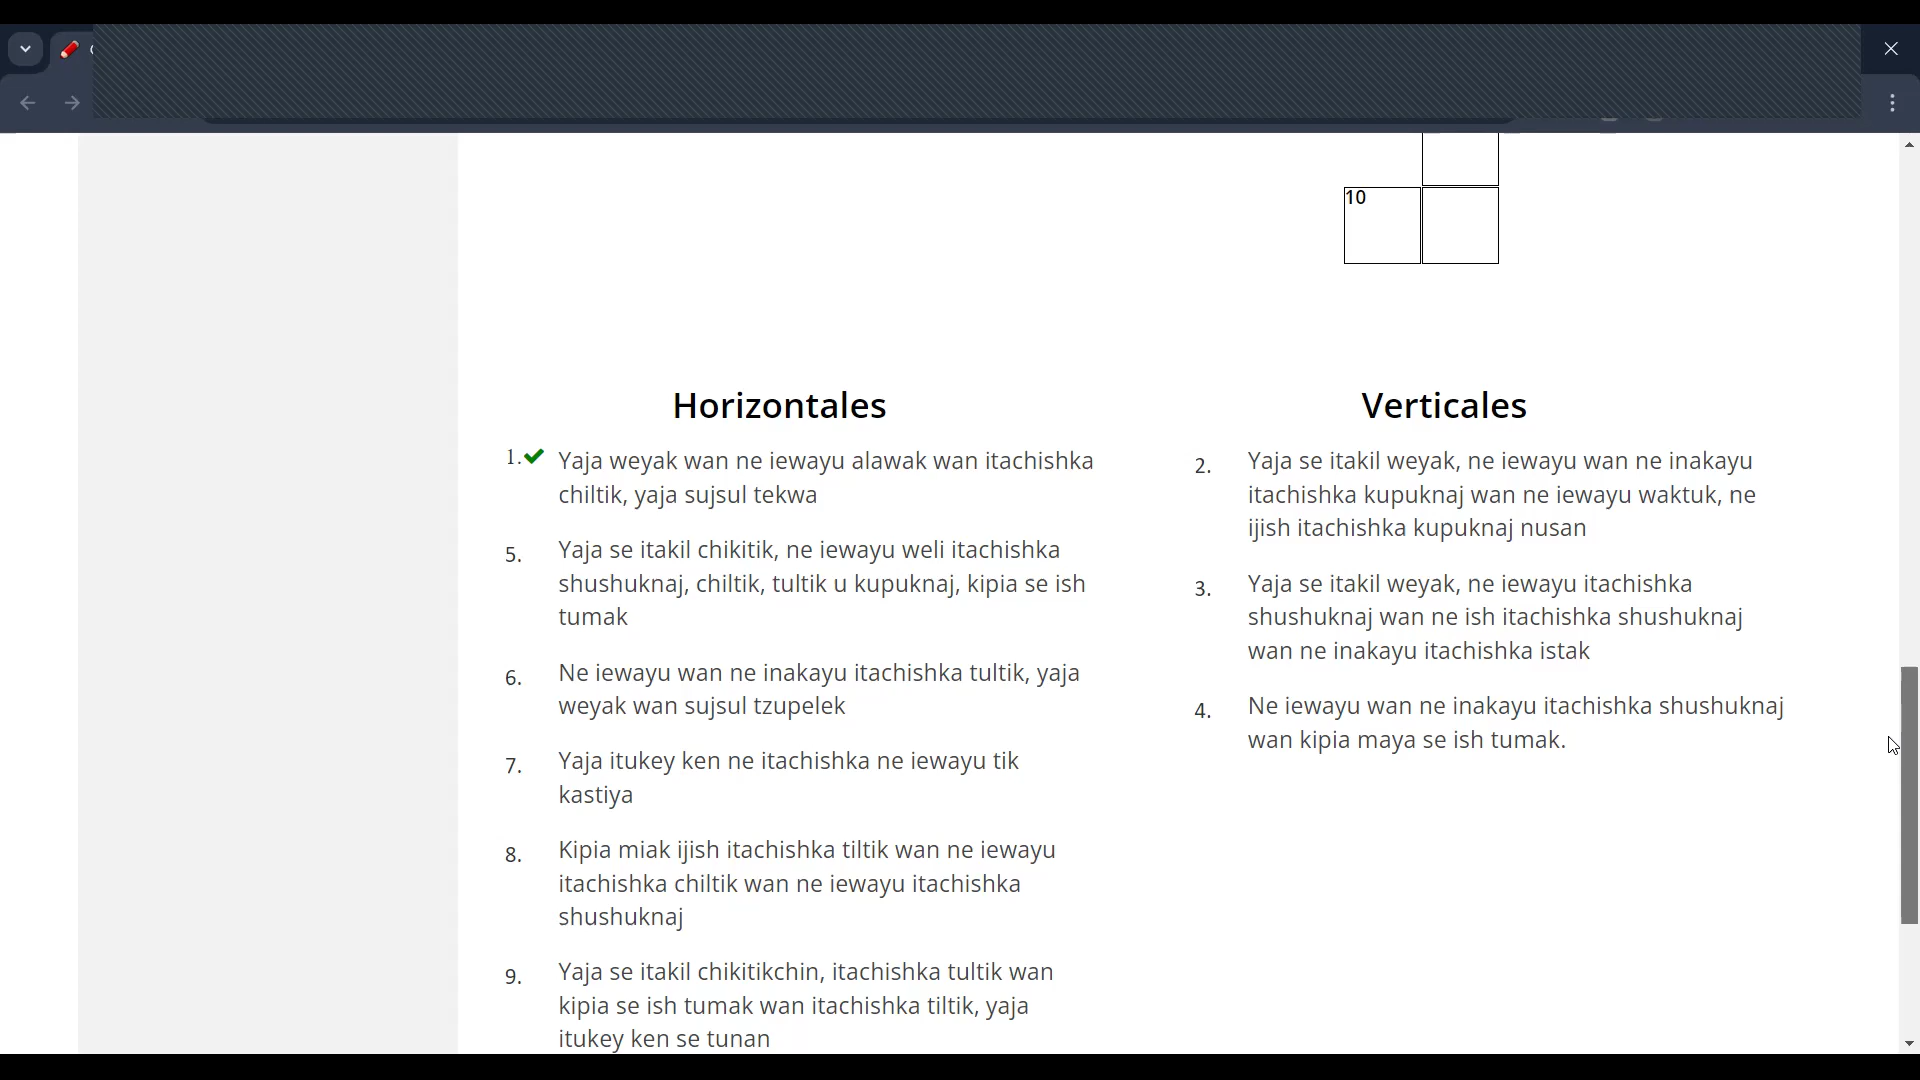 10
Horizontales
1. Yaja weyak wan ne iewayu alawak wan itachishka
chiltik, yaja sujsul tekwa
5. Yaja se itakil chikitik, ne iewayu weli itachishka
shushuknaj, chiltik, tultik u kupuknaj, kipia se ish
tumak
6. Ne iewayu wan ne inakayu itachishka tultik, yaja
weyak wan sujsul tzupelek
7. Yaja itukey ken ne itachishka ne iewayu tik
kastiya
8. Kipia miak ijish itachishka tiltik wan ne iewayu
itachishka chiltik wan ne iewayu itachishka
shushuknaj
9. Yaja se itakil chikitikchin, itachishka tultik wan
kipia se ish tumak wan itachishka tiltik, yaja
itukey ken se tunan
Verticales
2. Yaja se itakil weyak, ne iewayu wan ne inakayu
itachishka kupuknaj wan ne iewayu waktuk, ne
ijish itachishka kupuknaj nusan
3. Yaja se itakil weyak, ne iewayu itachishka
shushuknaj wan ne ish itachishka shushuknaj
wan ne inakayu itachishka istak
4. Ne iewayu wan ne inakayu itachishka shushuknaj
wan kipia maya se ish tumak.